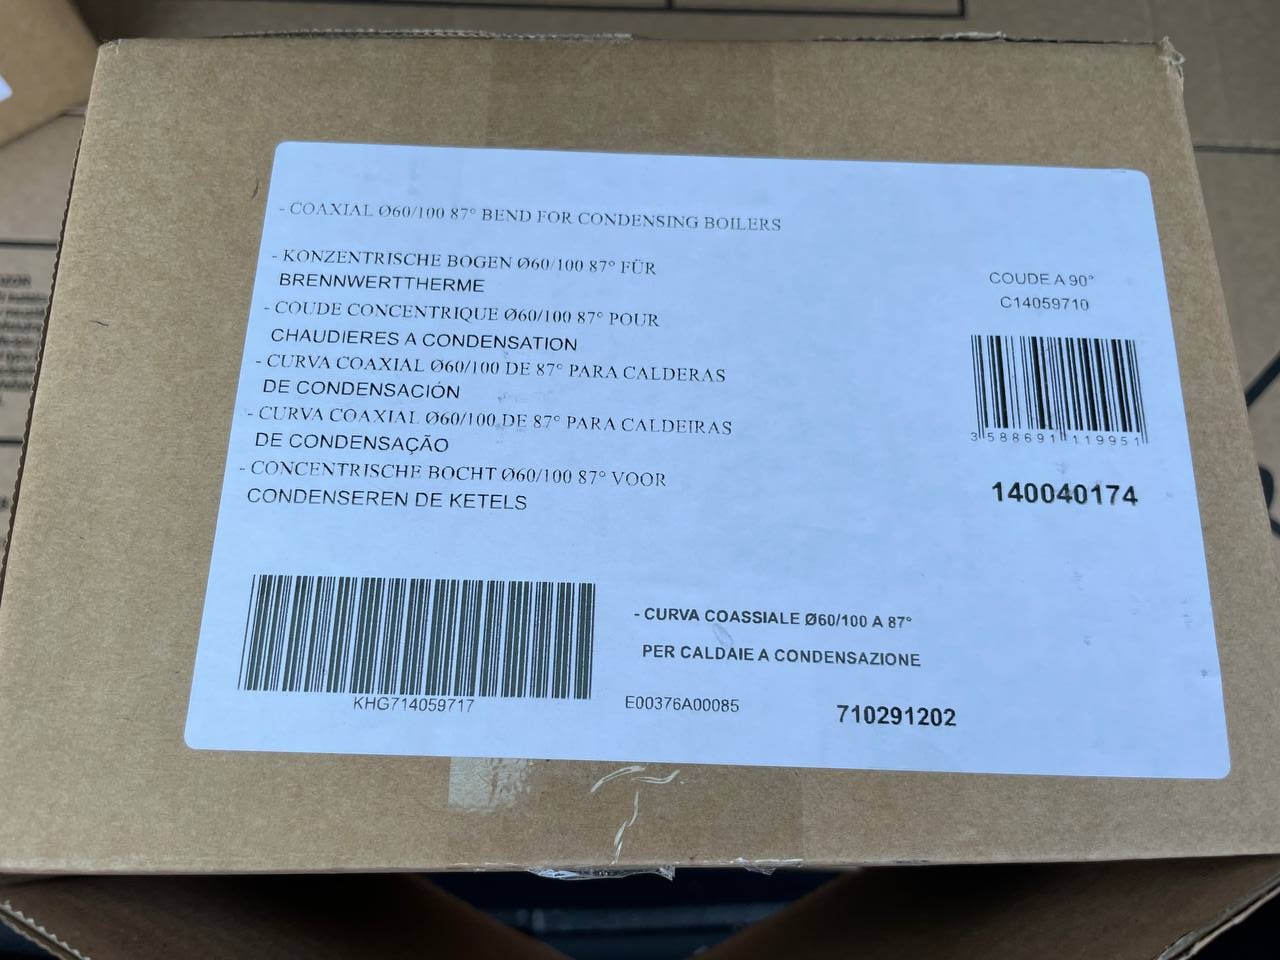 - COAXIAL Ø60/100 87° BEND FOR CONDENSING BOILERS
- KONZENTRISCHE BOGEN Ø60/100 87° FÜR
BRENNWERTTHERME
- COUDE CONCENTRIQUE Ø60/100 87° POUR
CHAUDIERES A CONDENSATION
- CURVA COAXIAL Ø60/100 DE 87° PARA CALDERAS
DE CONDENSACIÓN
- CURVA COAXIAL Ø60/100 DE 87° PARA CALDEIRAS
DE CONDENSAÇÃO
- CONCENTRISCHE BOCHT Ø60/100 87° VOOR
CONDENSEREN DE KETELS
COUDE A 90°
C14059710
3 588691 119951
140040174
KHG714059717
- CURVA COASSIALE Ø60/100 A 87°
PER CALDAIE A CONDENSAZIONE
E00376A00085
710291202